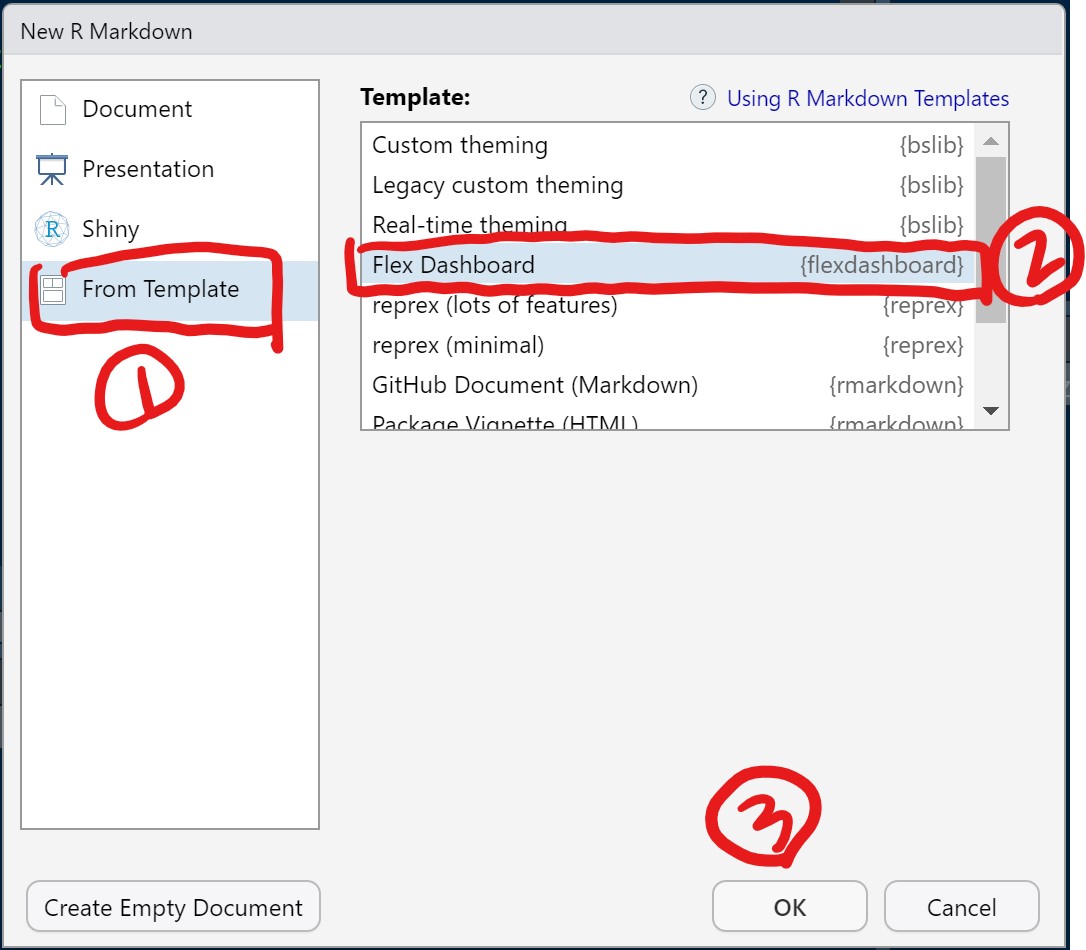 New R Markdown
Document
Presentation
R Shiny
From Template
1
Template:
? Using R Markdown Templates
Custom theming {bslib}
Legacy custom theming {bslib}
Real-time theming {bslib}
Flex Dashboard {flexdashboard}
2
reprex (lots of features) {reprex}
reprex (minimal) {reprex}
GitHub Document (Markdown) {rmarkdown}
Package Vignette (HTML) {rmarkdown}
3
Create Empty Document
OK
Cancel